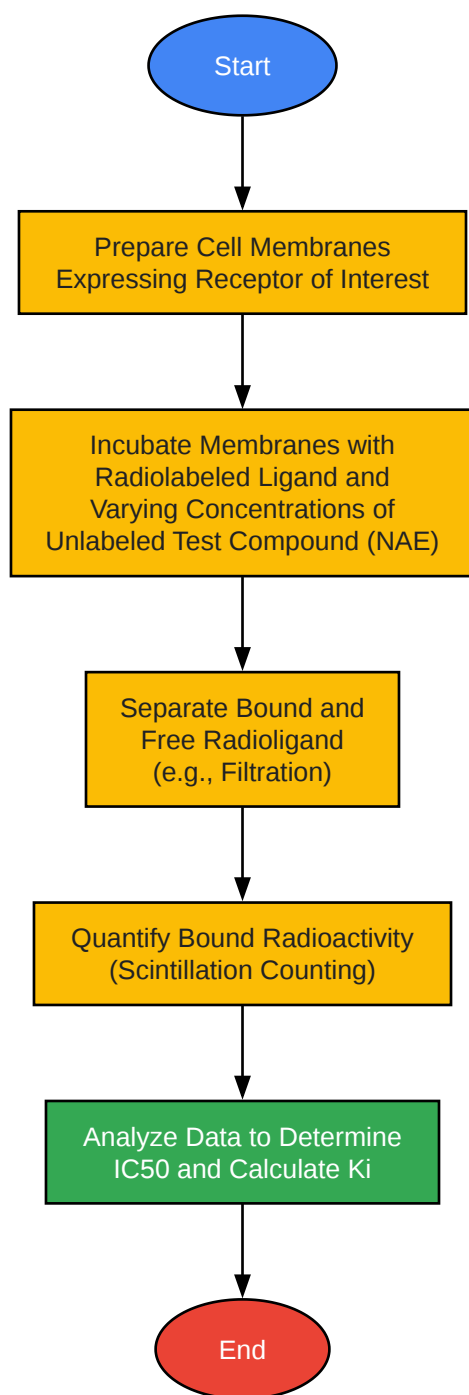 Start
Prepare Cell Membranes
Expressing Receptor of Interest
Incubate Membranes with
Radiolabeled Ligand and
Varying Concentrations of
Unlabeled Test Compound (NAE)
Separate Bound and
Free Radioligand
(e.g., Filtration)
Quantify Bound Radioactivity
(Scintillation Counting)
Analyze Data to Determine
IC50 and Calculate Ki
End